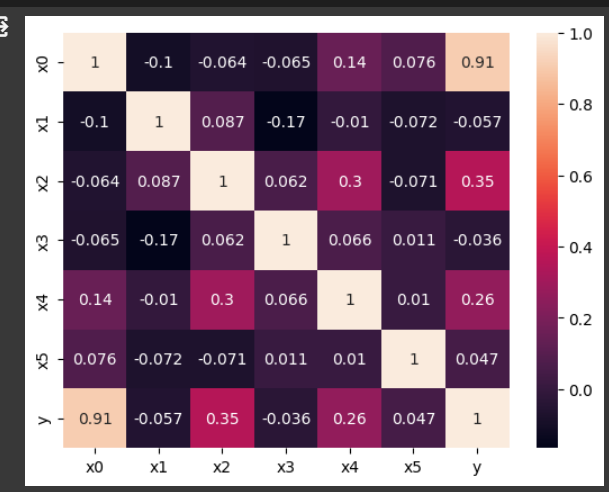 x0 1 -0.1 -0.064 -0.065 0.14 0.076 0.91
x1 -0.1 1 0.087 -0.17 -0.01 -0.072 -0.057
x2 -0.064 0.087 1 0.062 0.3 -0.071 0.35
x3 -0.065 -0.17 0.062 1 0.066 0.011 -0.036
x4 0.14 -0.01 0.3 0.066 1 0.01 0.26
x5 0.076 -0.072 -0.071 0.011 0.01 1 0.047
y 0.91 -0.057 0.35 -0.036 0.26 0.047 1
x0 x1 x2 x3 x4 x5 y
1.0
0.8
0.6
0.4
0.2
0.0